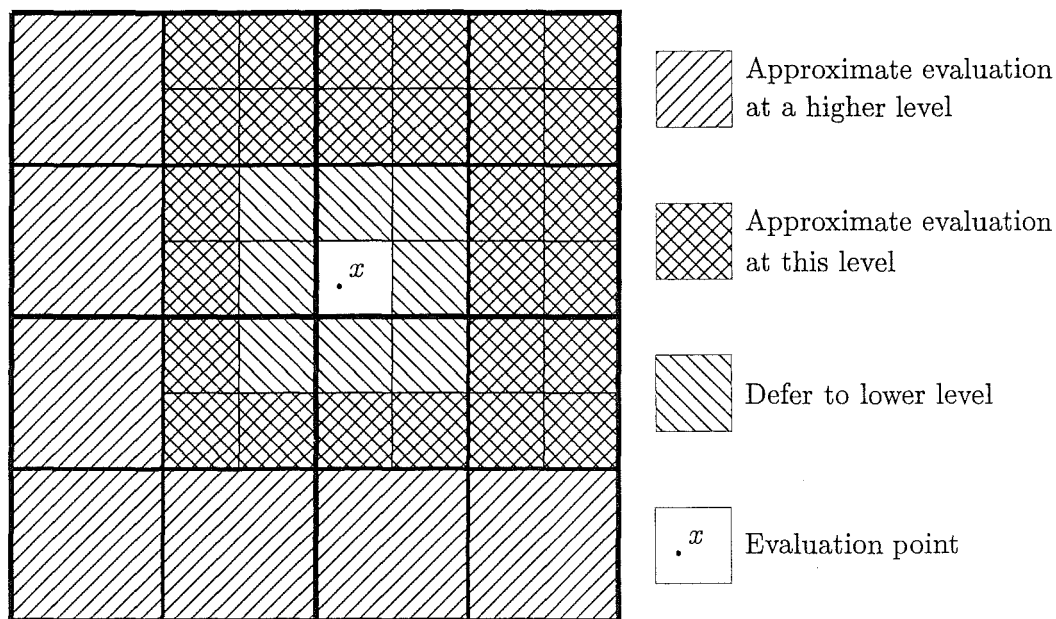 x
Approximate evaluation
at a higher level
Approximate evaluation
at this level
Defer to lower level
x
Evaluation point